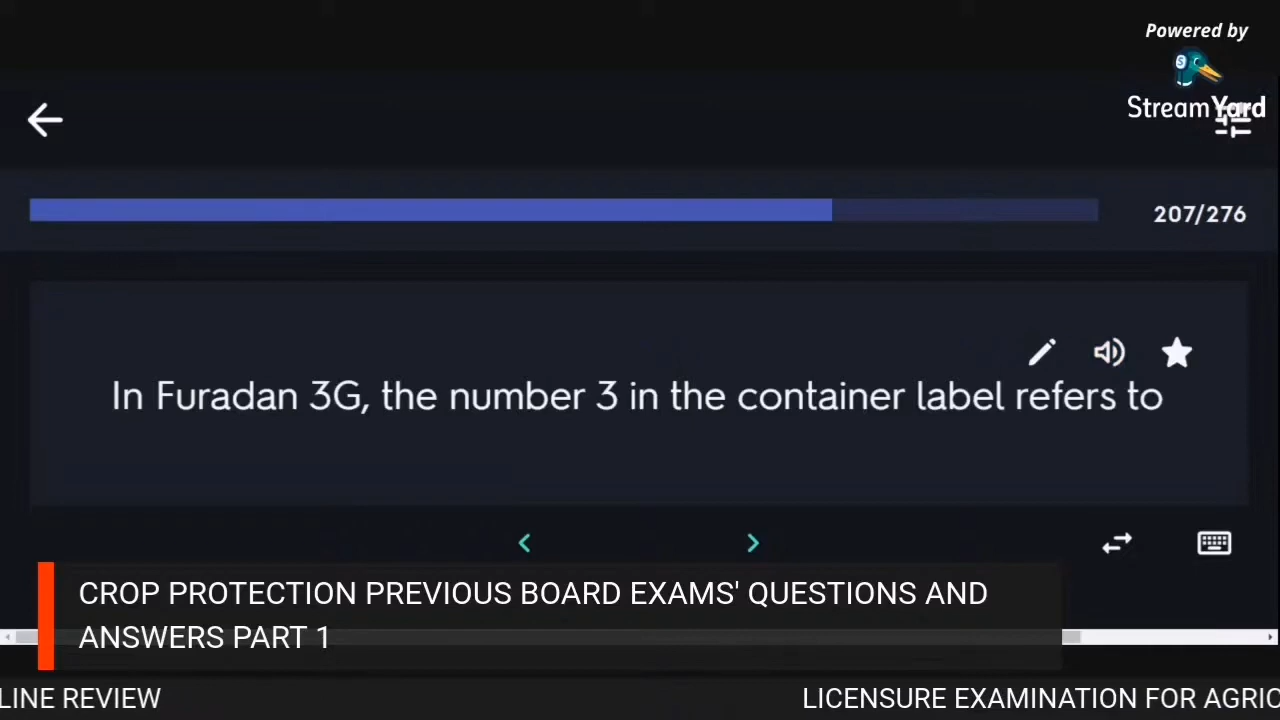 Powered by
StreamYard
207/276
In Furadan 3G, the number 3 in the container label refers to
CROP PROTECTION PREVIOUS BOARD EXAMS' QUESTIONS AND
ANSWERS PART 1
LINE REVIEW
LICENSURE EXAMINATION FOR AGRIC